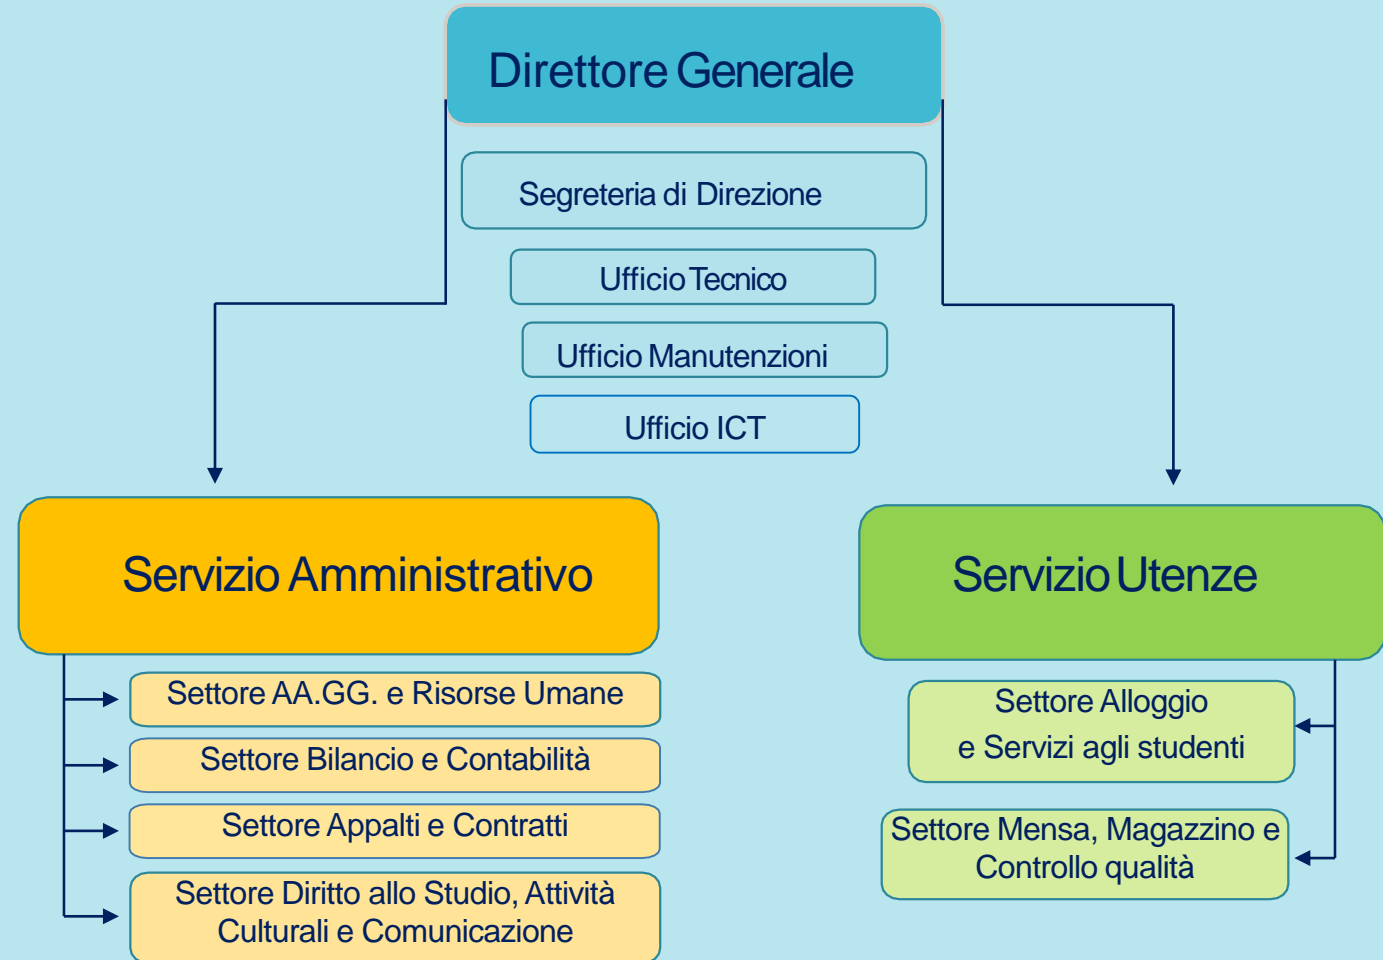 Direttore Generale
Segreteria di Direzione
Ufficio Tecnico
Ufficio Manutenzioni
Ufficio ICT
Servizio Amministrativo
Settore AA.GG. e Risorse Umane
Settore Bilancio e Contabilità
Settore Appalti e Contratti
Settore Diritto allo Studio, Attività
Culturali e Comunicazione
Servizio Utenze
Settore Alloggio
e Servizi agli studenti
Settore Mensa, Magazzino e
Controllo qualità